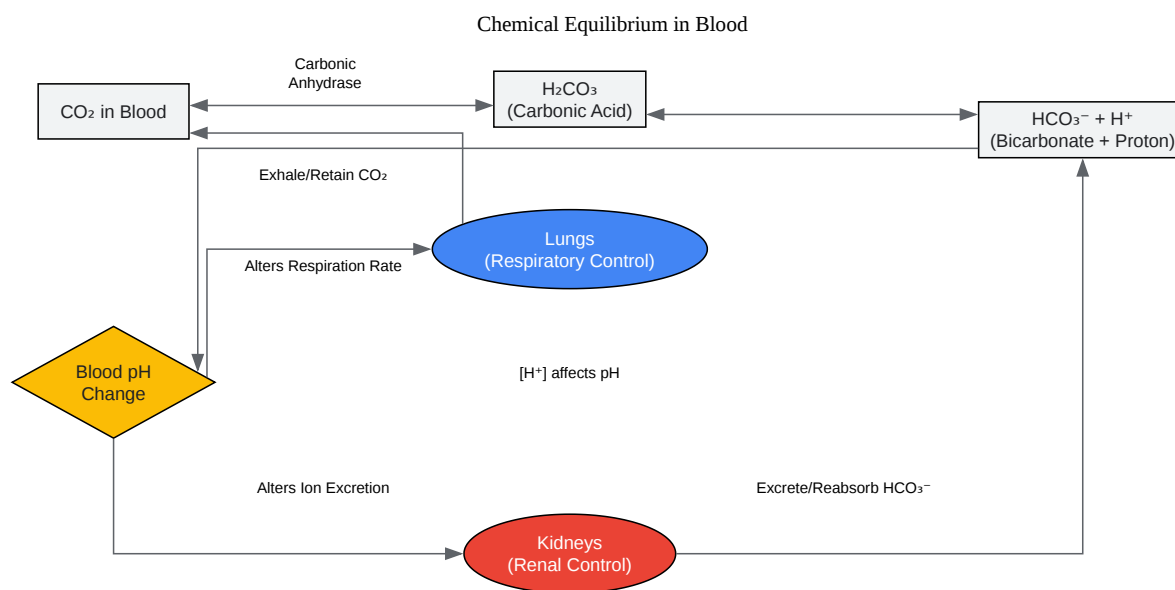 Chemical Equilibrium in Blood
Carbonic
Anhydrase
CO₂ in Blood
H₂CO₃
(Carbonic Acid)
HCO₃⁻ + H⁺
(Bicarbonate + Proton)
Exhale/Retain CO₂
Lungs
(Respiratory Control)
Alters Respiration Rate
Blood pH
Change
[H⁺] affects pH
Alters Ion Excretion
Excrete/Reabsorb HCO₃⁻
Kidneys
(Renal Control)